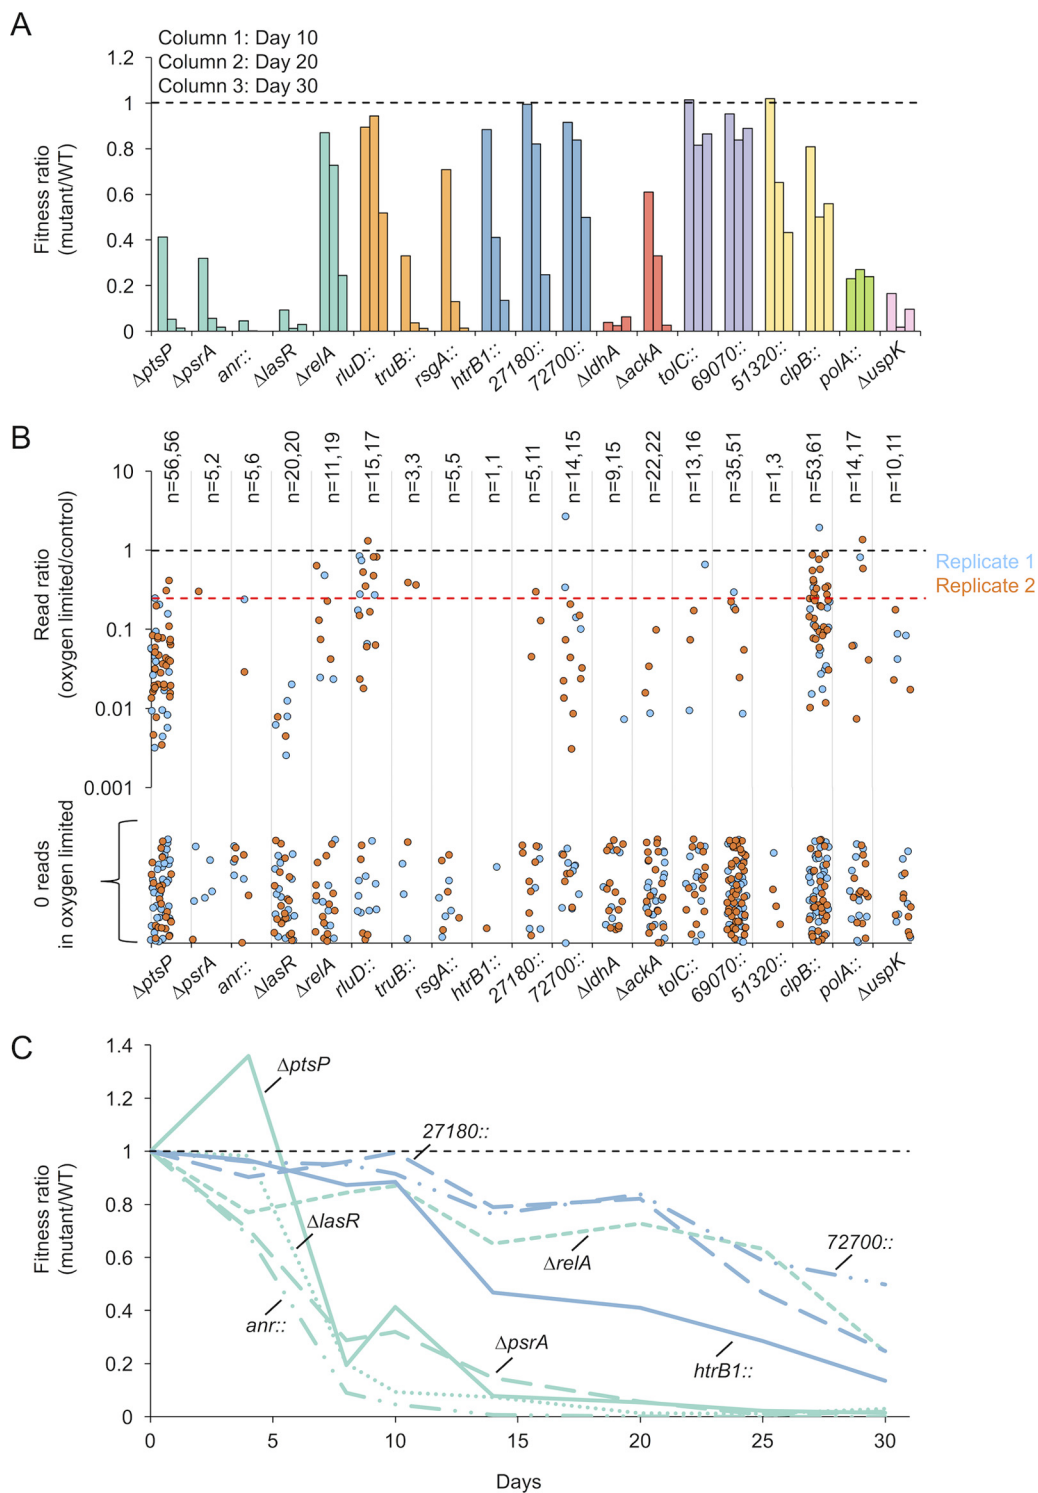 A
Column 1: Day 10
Column 2: Day 20
Column 3: Day 30
Fitness ratio
(mutant/WT)
1.2
1
0.8
0.6
0.4
0.2
0
ΔptsP
ΔpsrA
anr::
ΔlasR
ΔrelA
rluD::
truB::
rsgA::
htrB1::
27180::
72700::
ΔldhA
ΔackA
tolC::
69070::
51320::
clpB::
polA::
ΔuspK
B
n=56,56
n=5,2
n=5,6
n=20,20
n=11,19
n=15,17
n=3,3
n=5,5
n=1,1
n=5,11
n=14,15
n=9,15
n=22,22
n=13,16
n=35,51
n=1,3
n=53,61
n=14,17
n=10,11
Read ratio
(oxygen limited/control)
10
1
0.1
0.01
0.001
Replicate 1
Replicate 2
0 reads
in oxygen limited
ΔptsP
ΔpsrA
anr::
ΔlasR
ΔrelA
rluD::
truB::
rsgA::
htrB1::
27180::
72700::
ΔldhA
ΔackA
tolC::
69070::
51320::
clpB::
polA::
ΔuspK
C
Fitness ratio
(mutant/WT)
1.4
1.2
1
0.8
0.6
0.4
0.2
0
ΔptsP
27180::
ΔlasR
72700::
ΔrelA
anr::
ΔpsrA
htrB1::
0
5
10
15
20
25
30
Days